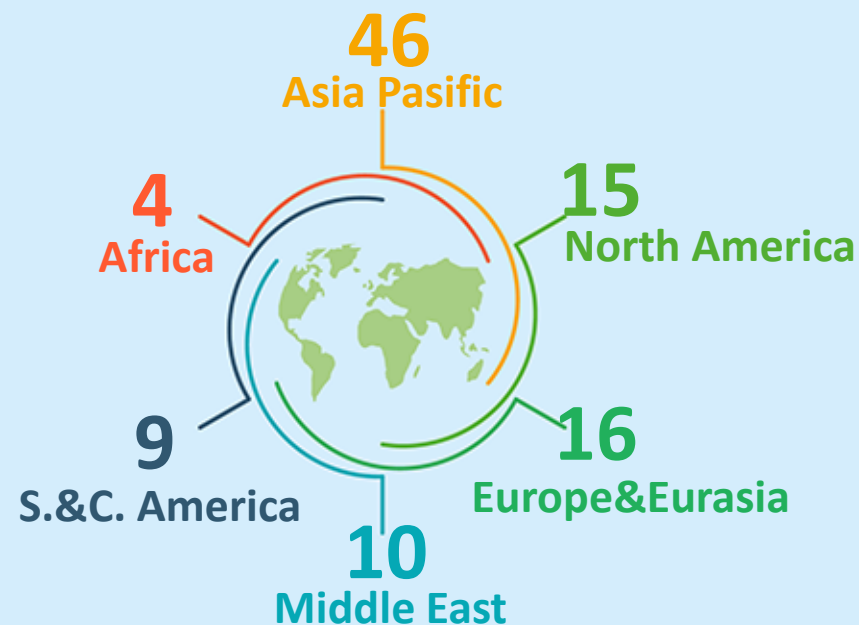 46
Asia Pasific
4
Africa
15
North America
9
S.&C. America
16
Europe&Eurasia
10
Middle East